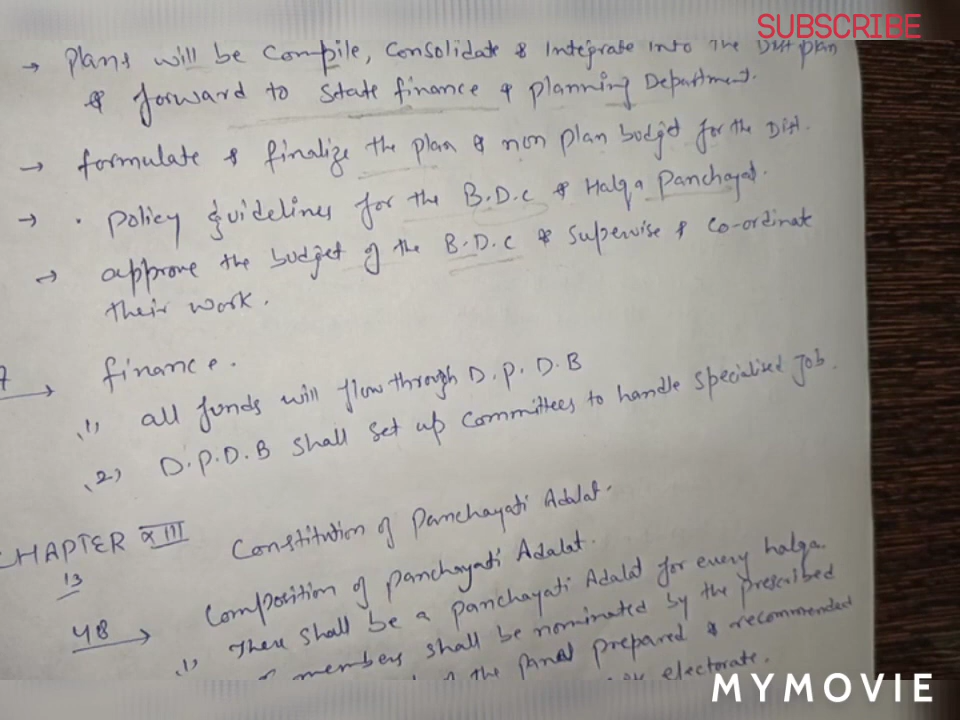 SUBSCRIBE
→ Plans will be Compile, Consolidate & Integrate into the Dist plan
& forward to State finance & planning Department.
→ formulate & finalize the plan & non plan budget for the Dist.
→ . Policy guidelines for the B.D.C & Halqa Panchayat.
→ approve the budget of the B.D.C & Supervise & Co-ordinate
their work.
7 → finance.
(1) all funds will flow through D.P.D.B
(2) D.P.D.B shall set up Committees to handle specialised Job.
CHAPTER XIII Constitution of Panchayati Adalat.
13
48 → Composition of Panchayati Adalat.
(1) There shall be a Panchayati Adalat for every halqa.
members shall be nominated by the prescribed
the panel prepared & recommended
electorate.
MYMOVIE